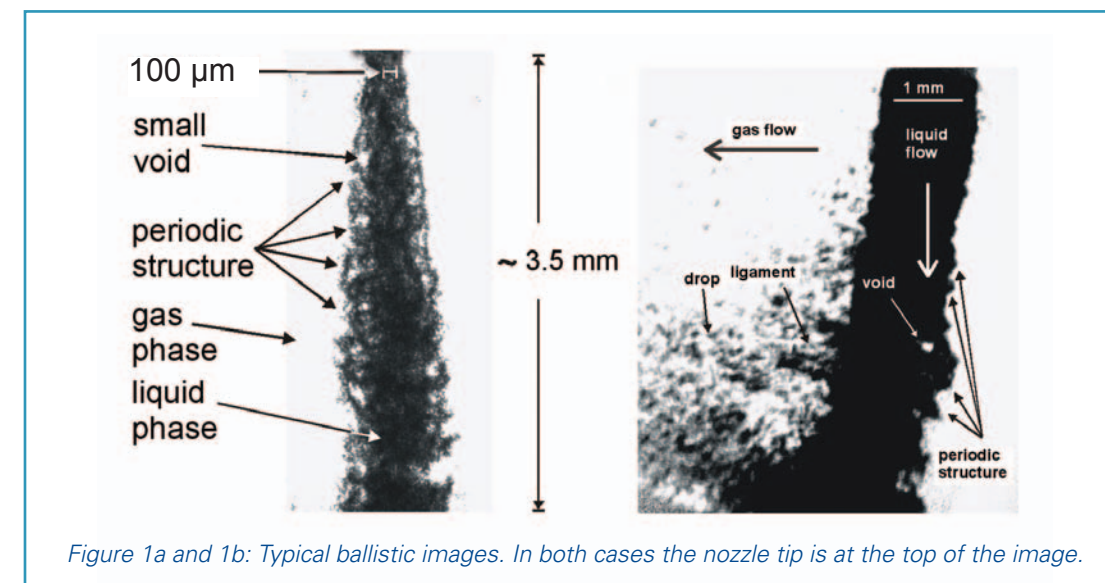 100 µm
small
void
periodic
structure
gas
phase
liquid
phase
~ 3.5 mm
1 mm
gas flow
liquid
flow
drop
ligament
void
periodic
structure
Figure 1a and 1b: Typical ballistic images. In both cases the nozzle tip is at the top of the image.